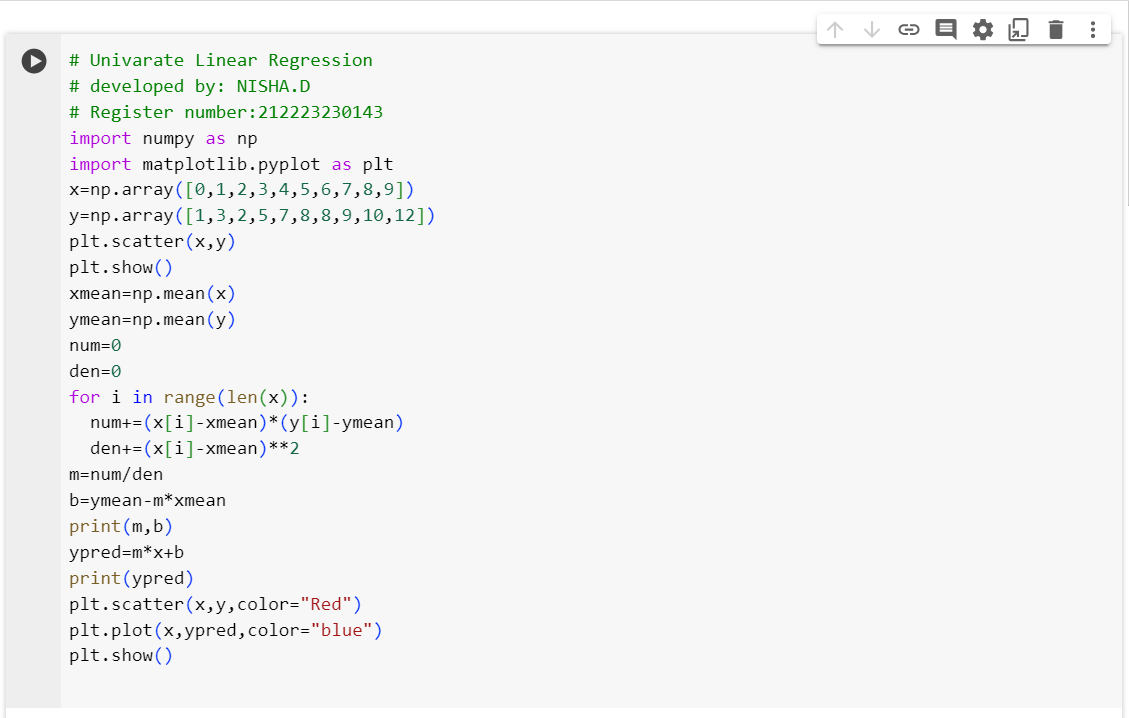 # Univarate Linear Regression
# developed by: NISHA.D
# Register number:212223230143
import numpy as np
import matplotlib.pyplot as plt
x=np.array([0,1,2,3,4,5,6,7,8,9])
y=np.array([1,3,2,5,7,8,8,9,10,12])
plt.scatter(x,y)
plt.show()
xmean=np.mean(x)
ymean=np.mean(y)
num=0
den=0
for i in range(len(x)):
  num+=(x[i]-xmean)*(y[i]-ymean)
  den+=(x[i]-xmean)**2
m=num/den
b=ymean-m*xmean
print(m,b)
ypred=m*x+b
print(ypred)
plt.scatter(x,y,color="Red")
plt.plot(x,ypred,color="blue")
plt.show()